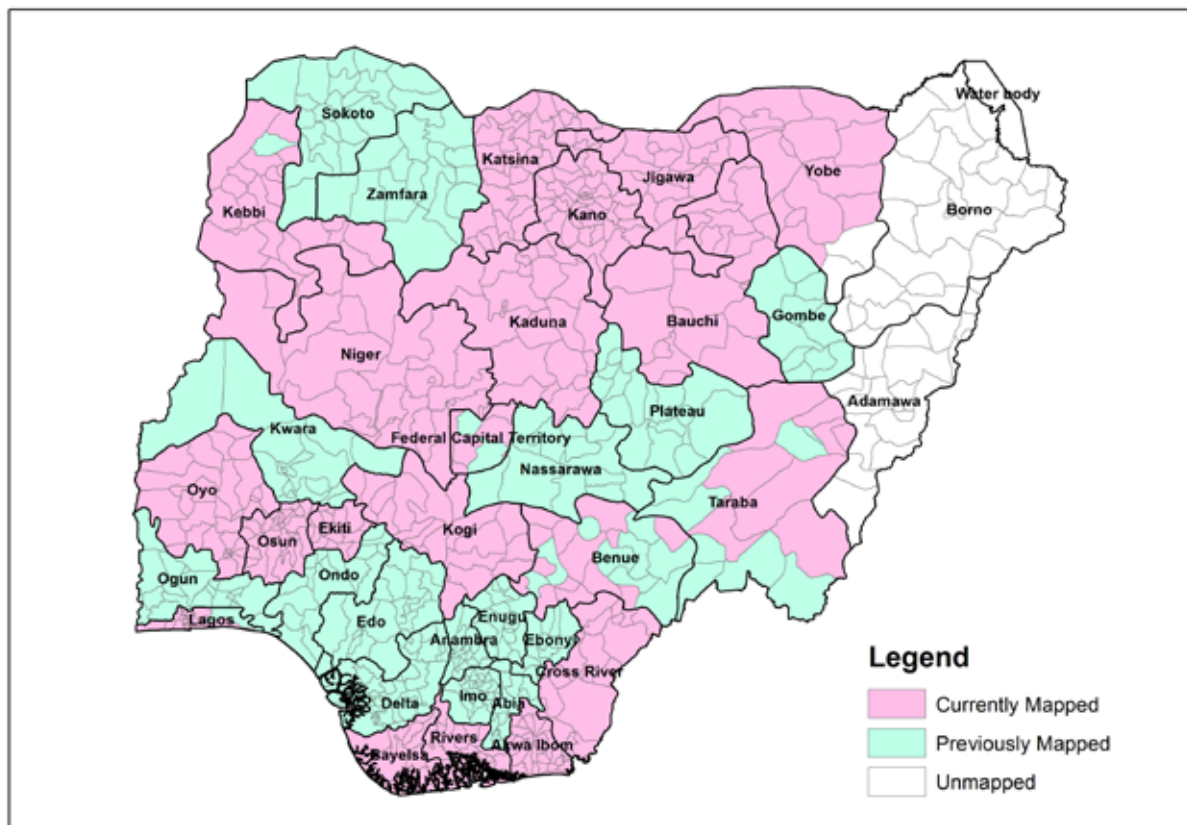 Water body
Sokoto
Katsina
Jigawa
Yobe
Zamfara
Kebbi
Kano
Borno
Gombe
Kaduna
Bauchi
Niger
Adamawa
Plateau
Kwara
Federal Capital Territory
Nassarawa
Oyo
Taraba
Ekiti
Kogi
Osun
Benue
Ogun
Ondo
Lagos
Edo
Enugu
Anambra
Ebonyi
Cross River
Imo
Abia
Delta
Rivers
Akwa Ibom
Bayelsa
Legend
Currently Mapped
Previously Mapped
Unmapped